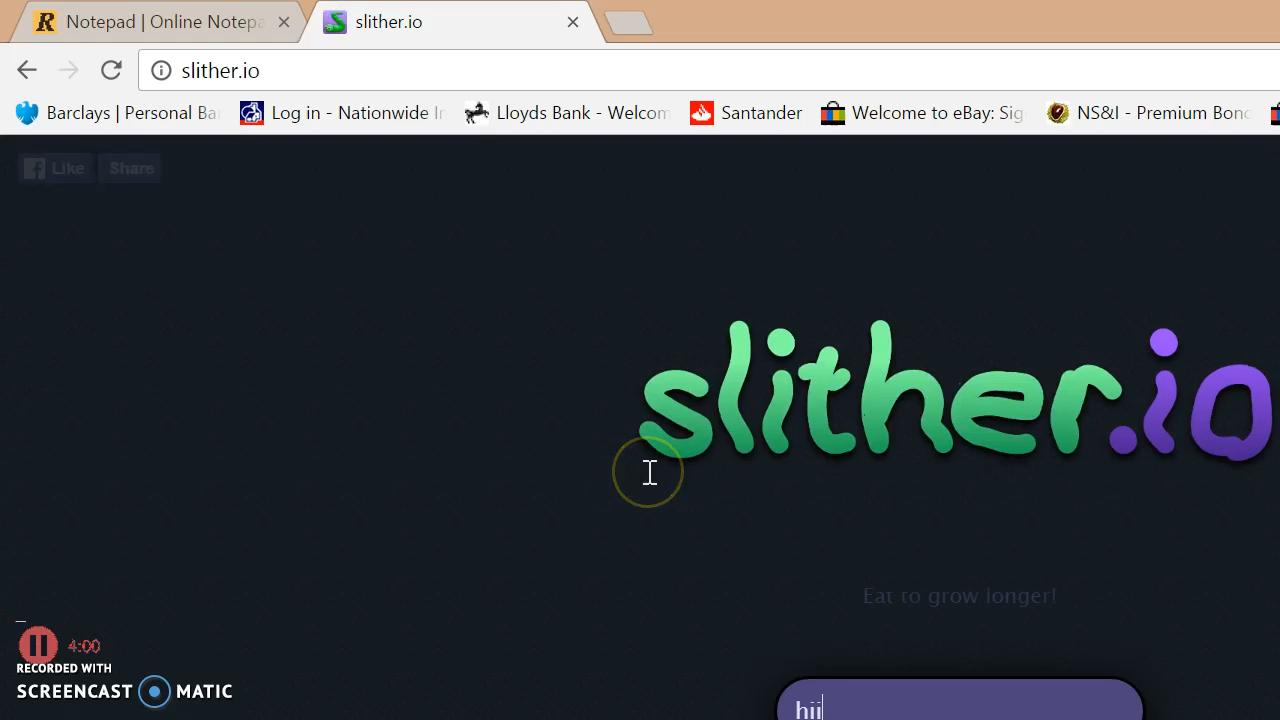 Notepad | Online Notepa
slither.io
slither.io
Barclays | Personal Ba
Log in - Nationwide I
Lloyds Bank - Welcom
Santander
Welcome to eBay: Sig
NS&I - Premium Bon
Like
Share
slither.io
Eat to grow longer!
4:00
RECORDED WITH
SCREENCAST MATIC
hii